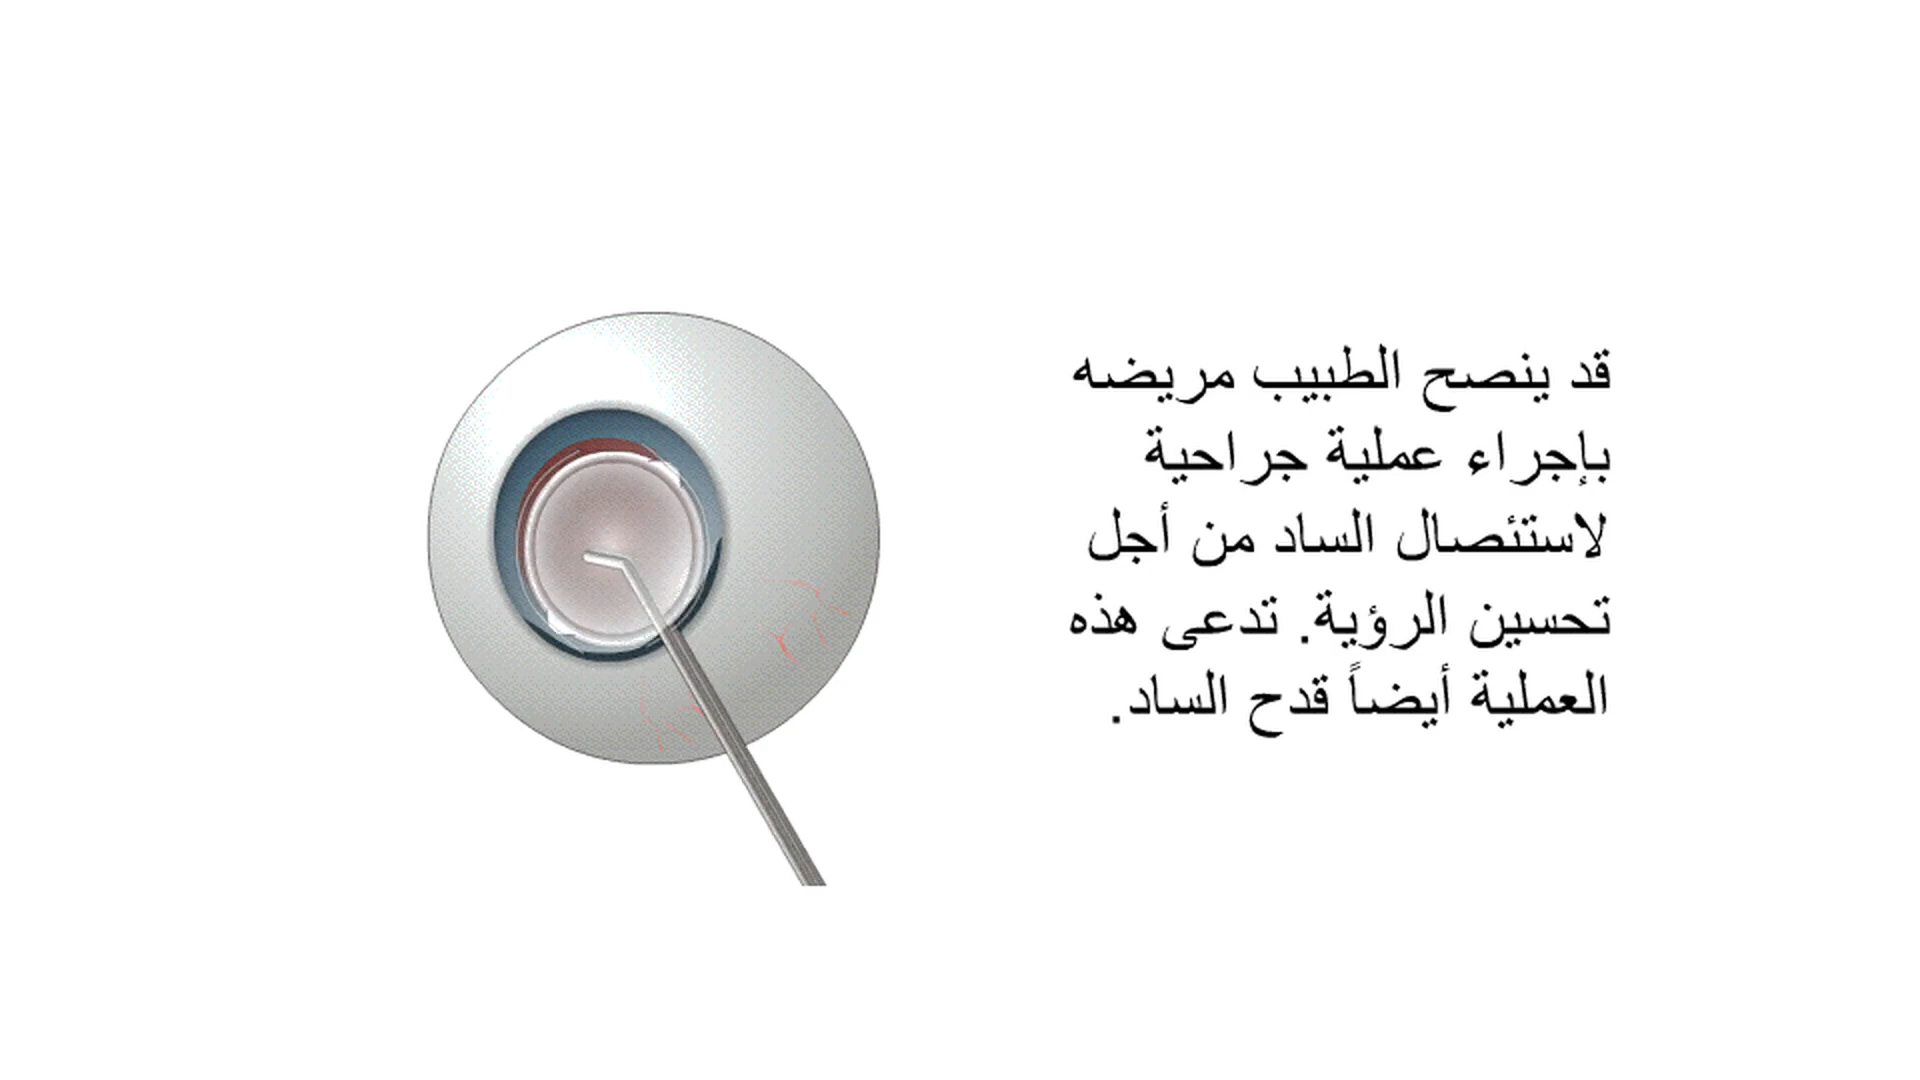 قد ينصح الطبيب مريضه
بإجراء عملية جراحية
لاستئصال الساد من أجل
تحسين الرؤية. تدعى هذه
العملية أيضاً قدح الساد.